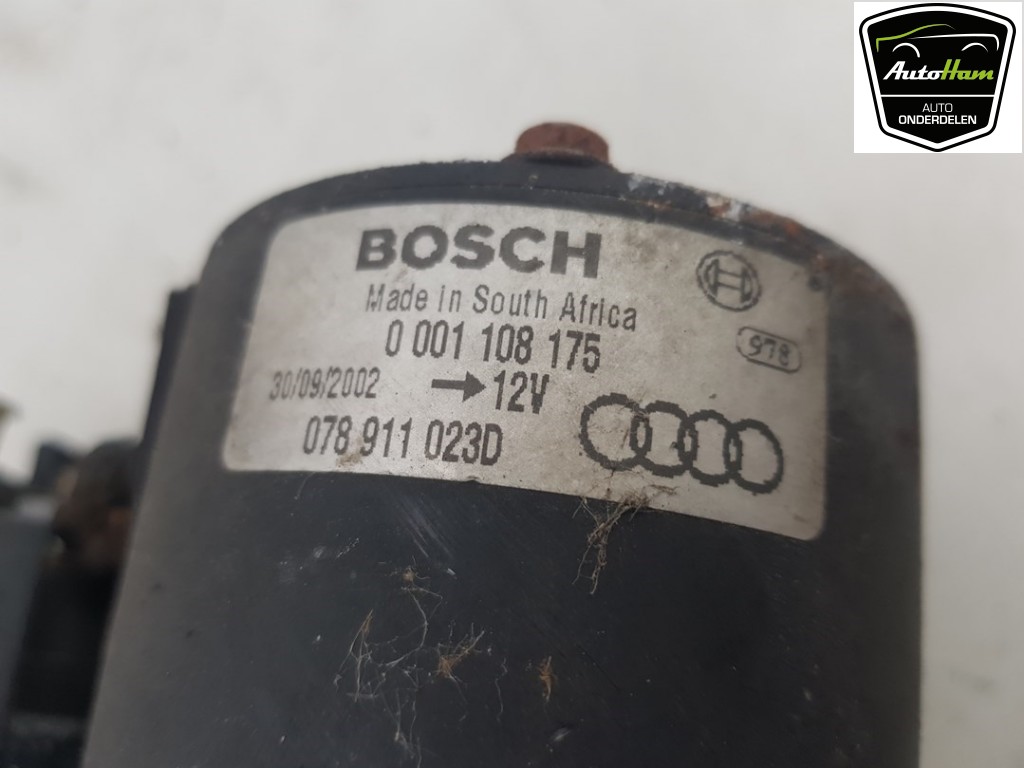 AutoHam
AUTO
ONDERDELEN
BOSCH
Made in South Africa
0 001 108 175
978
30/09/2002 → 12V
078 911 023D